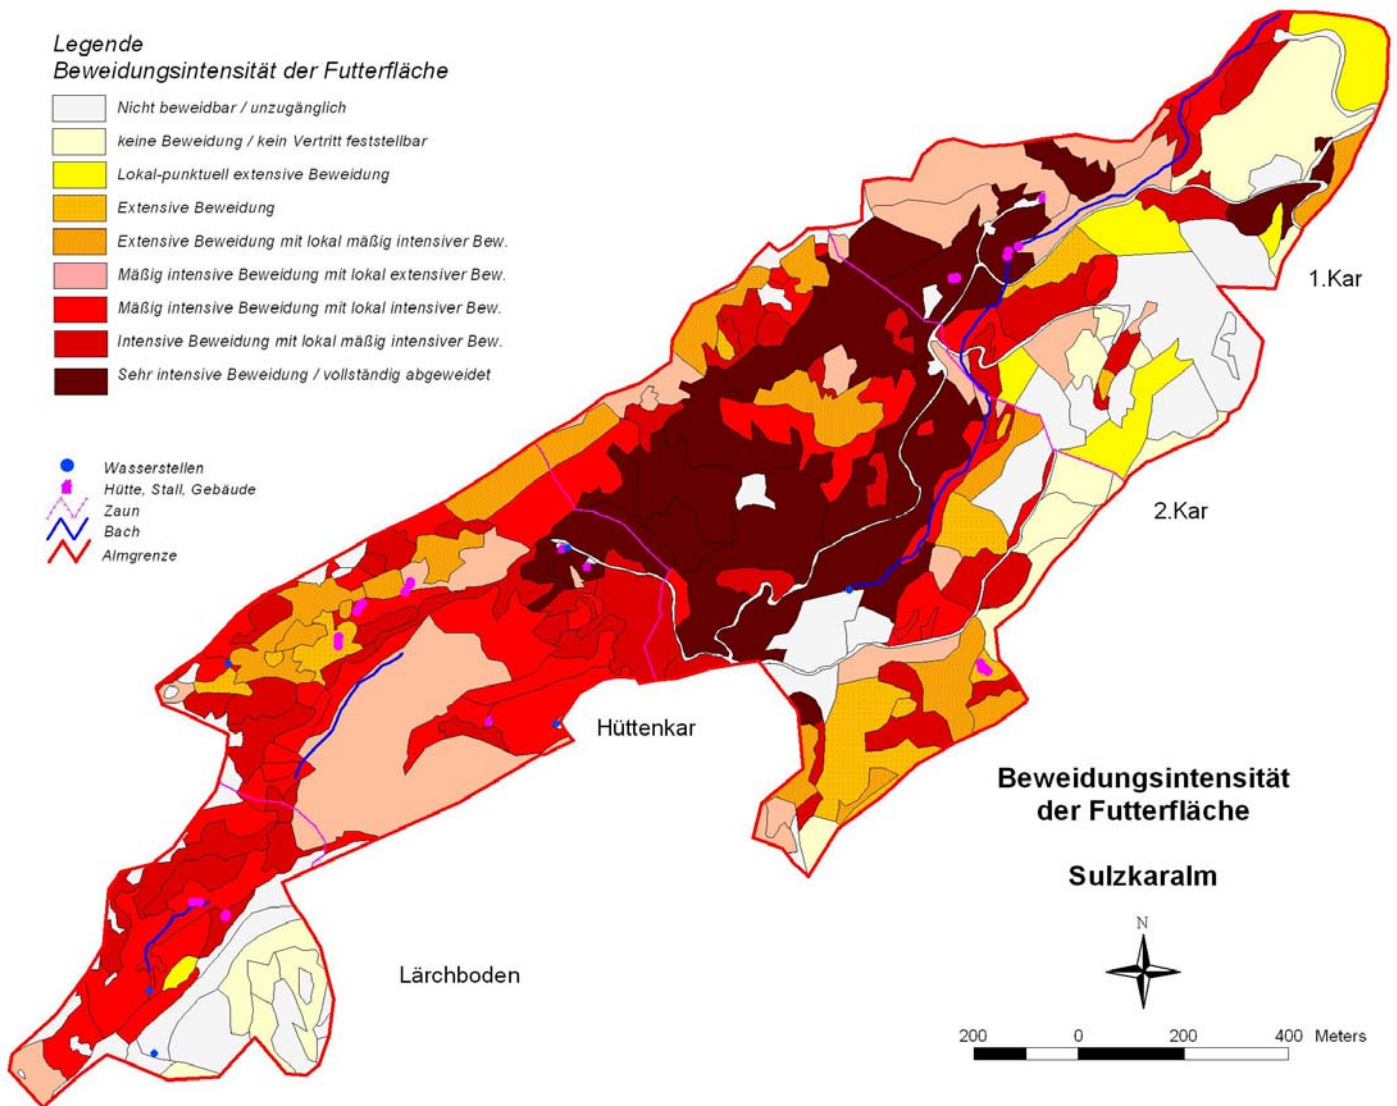 Legende
Beweidungsintensität der Futterfläche
Nicht beweidbar / unzugänglich
keine Beweidung / kein Vertritt feststellbar
Lokal-punktuell extensive Beweidung
Extensive Beweidung
Extensive Beweidung mit lokal mäßig intensiver Bew.
Mäßig intensive Beweidung mit lokal extensiver Bew.
Mäßig intensive Beweidung mit lokal intensiver Bew.
Intensive Beweidung mit lokal mäßig intensiver Bew.
Sehr intensive Beweidung / vollständig abgeweidet
Wasserstellen
Hütte, Stall, Gebäude
Zaun
Bach
Almgrenze
1.Kar
2.Kar
Hüttenkar
Lärchboden
Beweidungsintensität
der Futterfläche
Sulzkaralm
N
200 0 200 400 Meters